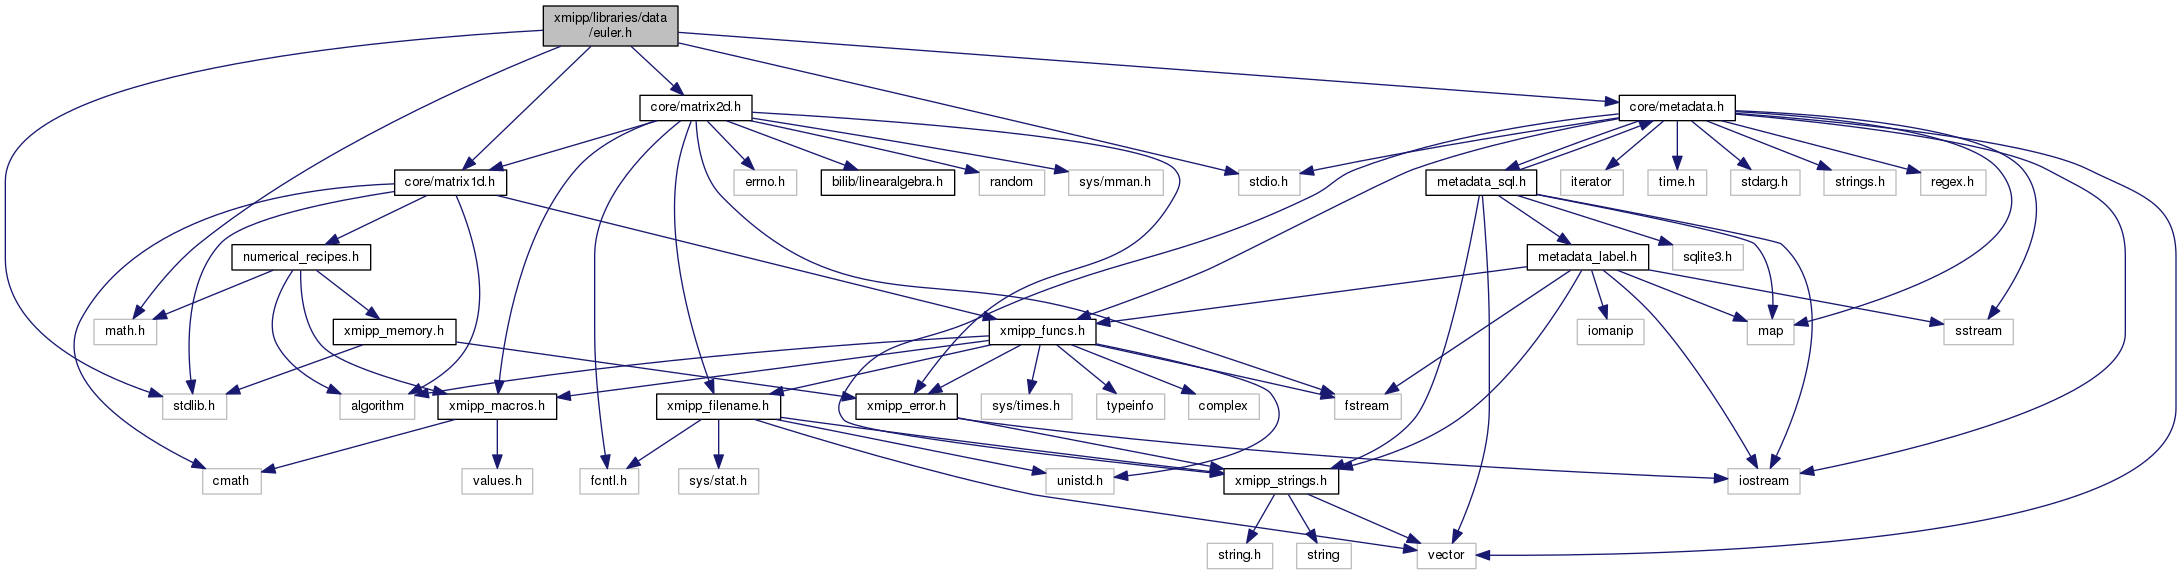 xmipp/libraries/data
/euler.h
core/matrix2d.h
core/metadata.h
core/matrix1d.h
errno.h
bilib/linearalgebra.h
random
sys/mman.h
stdio.h
metadata_sql.h
iterator
time.h
stdarg.h
strings.h
regex.h
numerical_recipes.h
metadata_label.h
sqlite3.h
math.h
xmipp_memory.h
xmipp_funcs.h
iomanip
map
sstream
stdlib.h
algorithm
xmipp_macros.h
xmipp_filename.h
xmipp_error.h
sys/times.h
typeinfo
complex
fstream
cmath
values.h
fcntl.h
sys/stat.h
unistd.h
xmipp_strings.h
iostream
string.h
string
vector